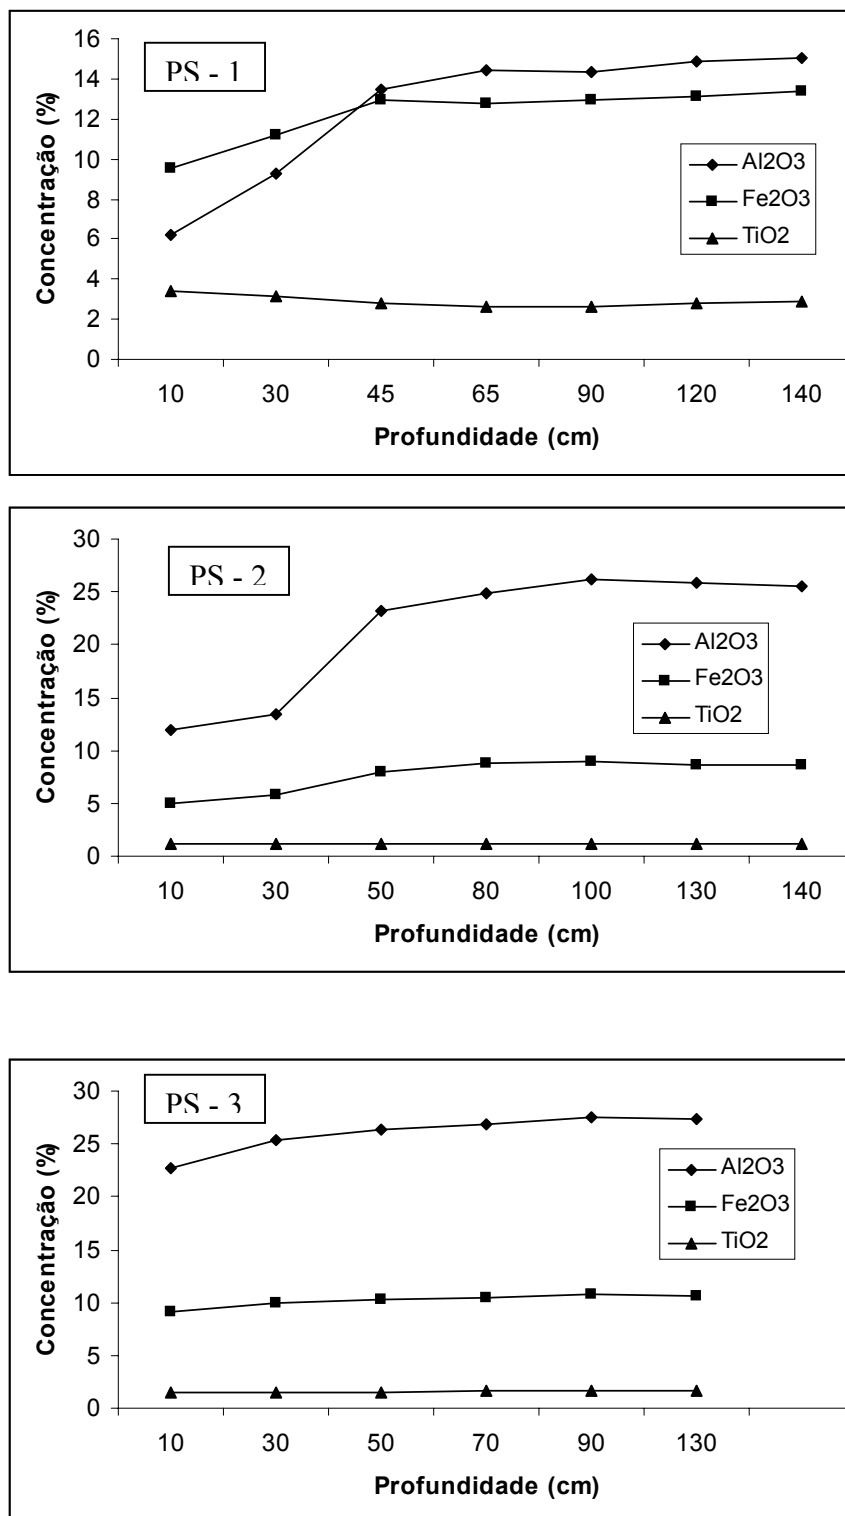 PS - 1
Concentração (%)
16
14
12
10
8
6
4
2
0
Al2O3
Fe2O3
TiO2
10 30 45 65 90 120 140
Profundidade (cm)
PS - 2
Concentração (%)
30
25
20
15
10
5
0
Al2O3
Fe2O3
TiO2
10 30 50 80 100 130 140
Profundidade (cm)
PS - 3
Concentração (%)
30
25
20
15
10
5
0
Al2O3
Fe2O3
TiO2
10 30 50 70 90 130
Profundidade (cm)